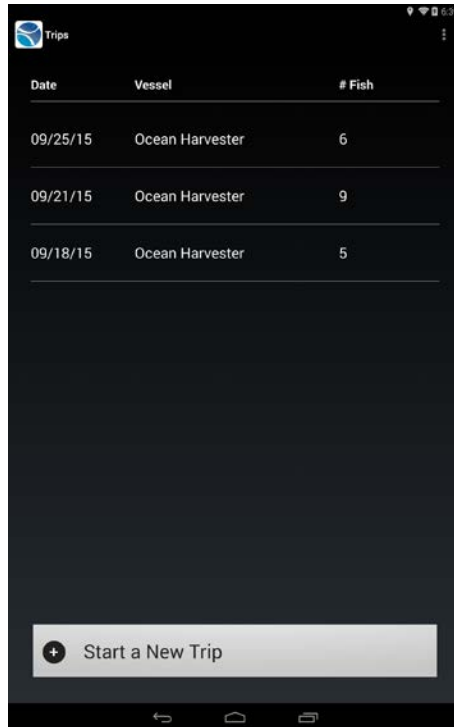 Trips
Date Vessel # Fish
09/25/15 Ocean Harvester 6
09/21/15 Ocean Harvester 9
09/18/15 Ocean Harvester 5
Start a New Trip